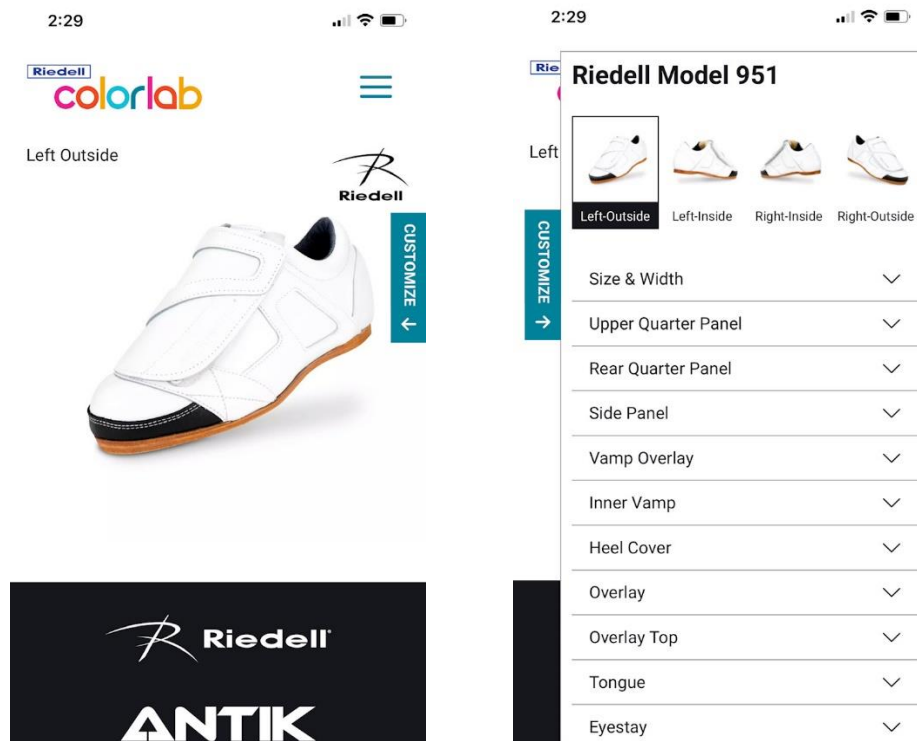 2:29
Riedell
colorlab
Left Outside
Riedell
CUSTOMIZE
Riedell
ANTIK
2:29
Rie
Left
CUSTOMIZE
Riedell Model 951
Left-Outside Left-Inside Right-Inside Right-Outside
Size & Width
Upper Quarter Panel
Rear Quarter Panel
Side Panel
Vamp Overlay
Inner Vamp
Heel Cover
Overlay
Overlay Top
Tongue
Eyestay